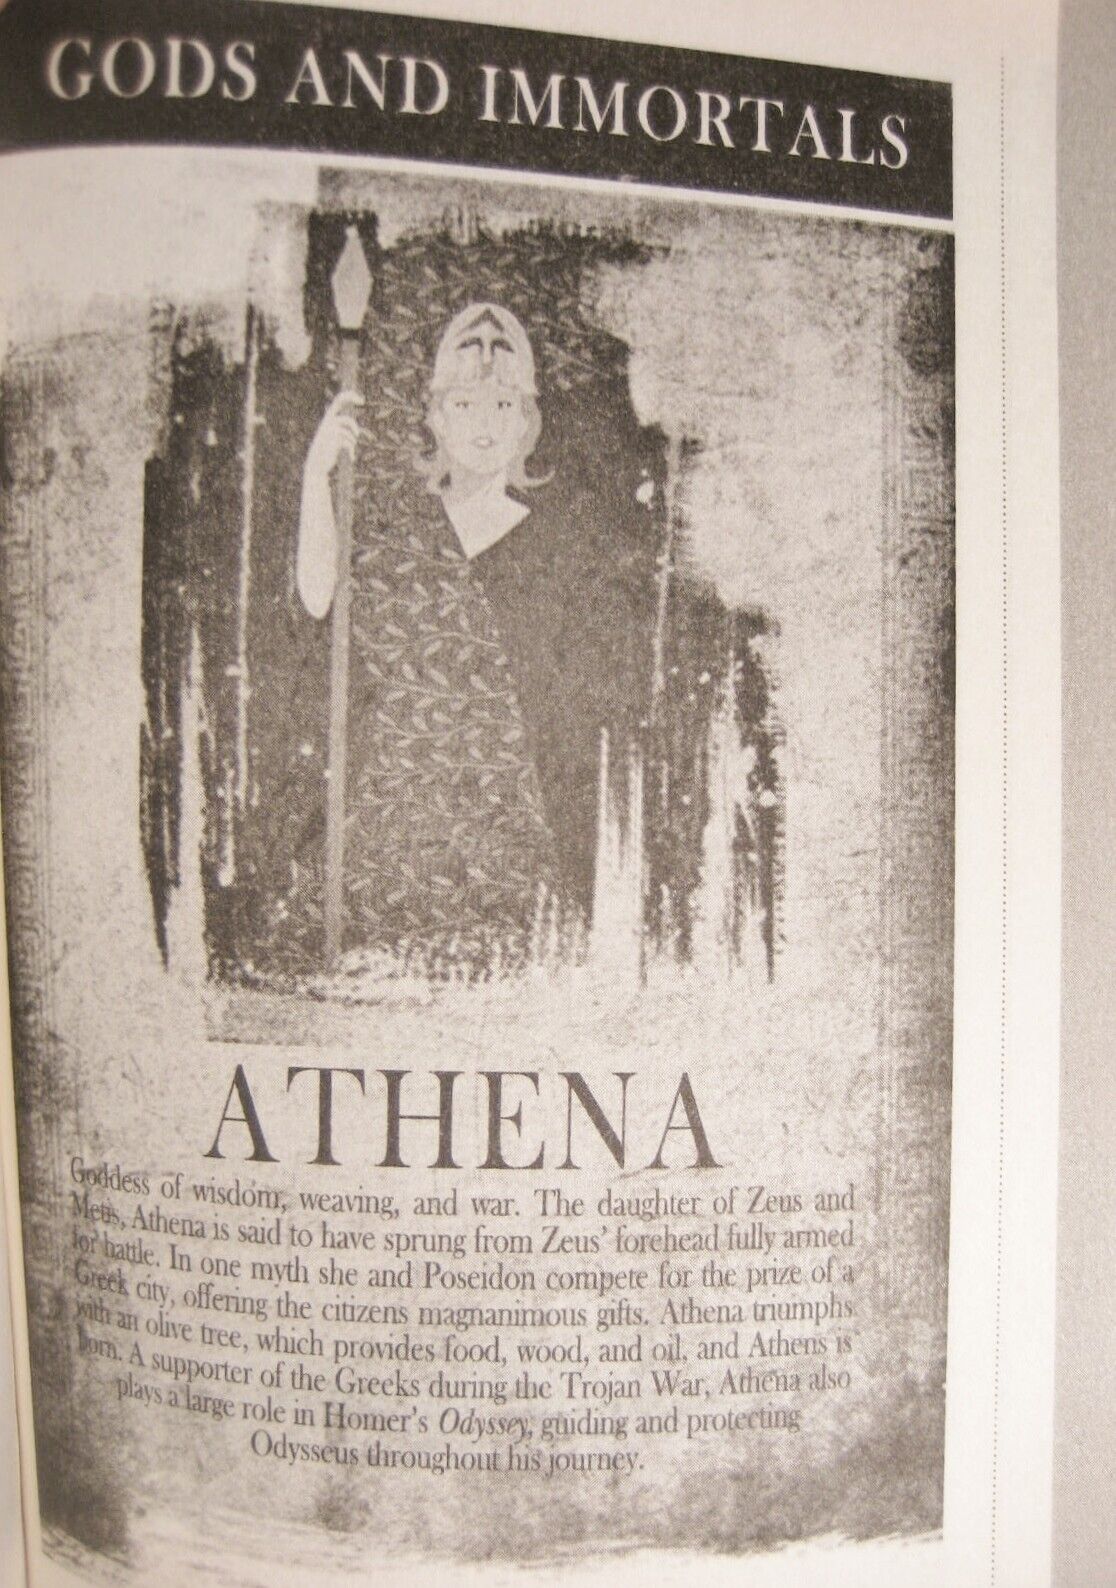 GODS AND IMMORTALS
ATHENA
Goddess of wisdom, weaving, and war. The daughter of Zeus and
Metis, Athena is said to have sprung from Zeus' forehead fully armed
for battle. In one myth she and Poseidon compete for the prize of a
Greek city, offering the citizens magnanimous gifts. Athena triumphs
with an olive tree, which provides food, wood, and oil, and Athens is
born. A supporter of the Greeks during the Trojan War, Athena also
plays a large role in Homer's Odyssey, guiding and protecting
Odysseus throughout his journey.